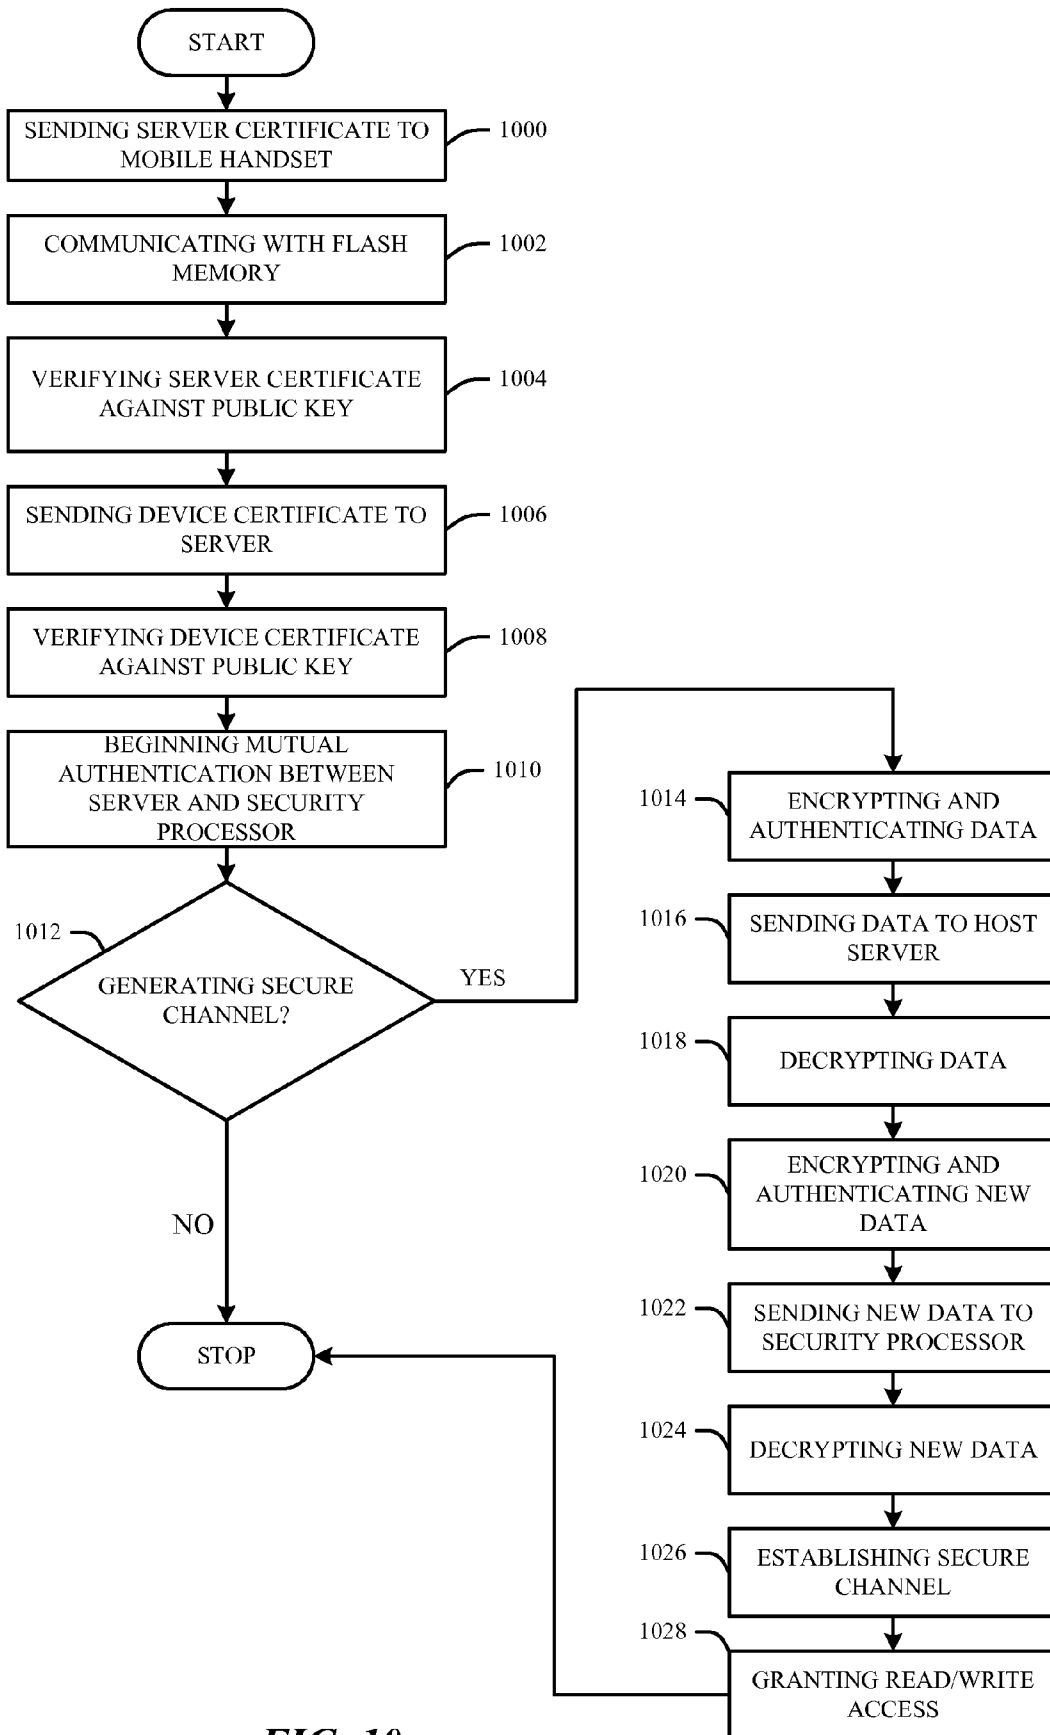 START
SENDING SERVER CERTIFICATE TO
MOBILE HANDSET
1000
COMMUNICATING WITH FLASH
MEMORY
1002
VERIFYING SERVER CERTIFICATE
AGAINST PUBLIC KEY
1004
SENDING DEVICE CERTIFICATE TO
SERVER
1006
VERIFYING DEVICE CERTIFICATE
AGAINST PUBLIC KEY
1008
BEGINNING MUTUAL
AUTHENTICATION BETWEEN
SERVER AND SECURITY
PROCESSOR
1010
1012
GENERATING SECURE
CHANNEL?
YES
NO
STOP
1014
ENCRYPTING AND
AUTHENTICATING DATA
1016
SENDING DATA TO HOST
SERVER
1018
DECRYPTING DATA
1020
ENCRYPTING AND
AUTHENTICATING NEW
DATA
1022
SENDING NEW DATA TO
SECURITY PROCESSOR
1024
DECRYPTING NEW DATA
1026
ESTABLISHING SECURE
CHANNEL
1028
GRANTING READ/WRITE
ACCESS
FIG. 10